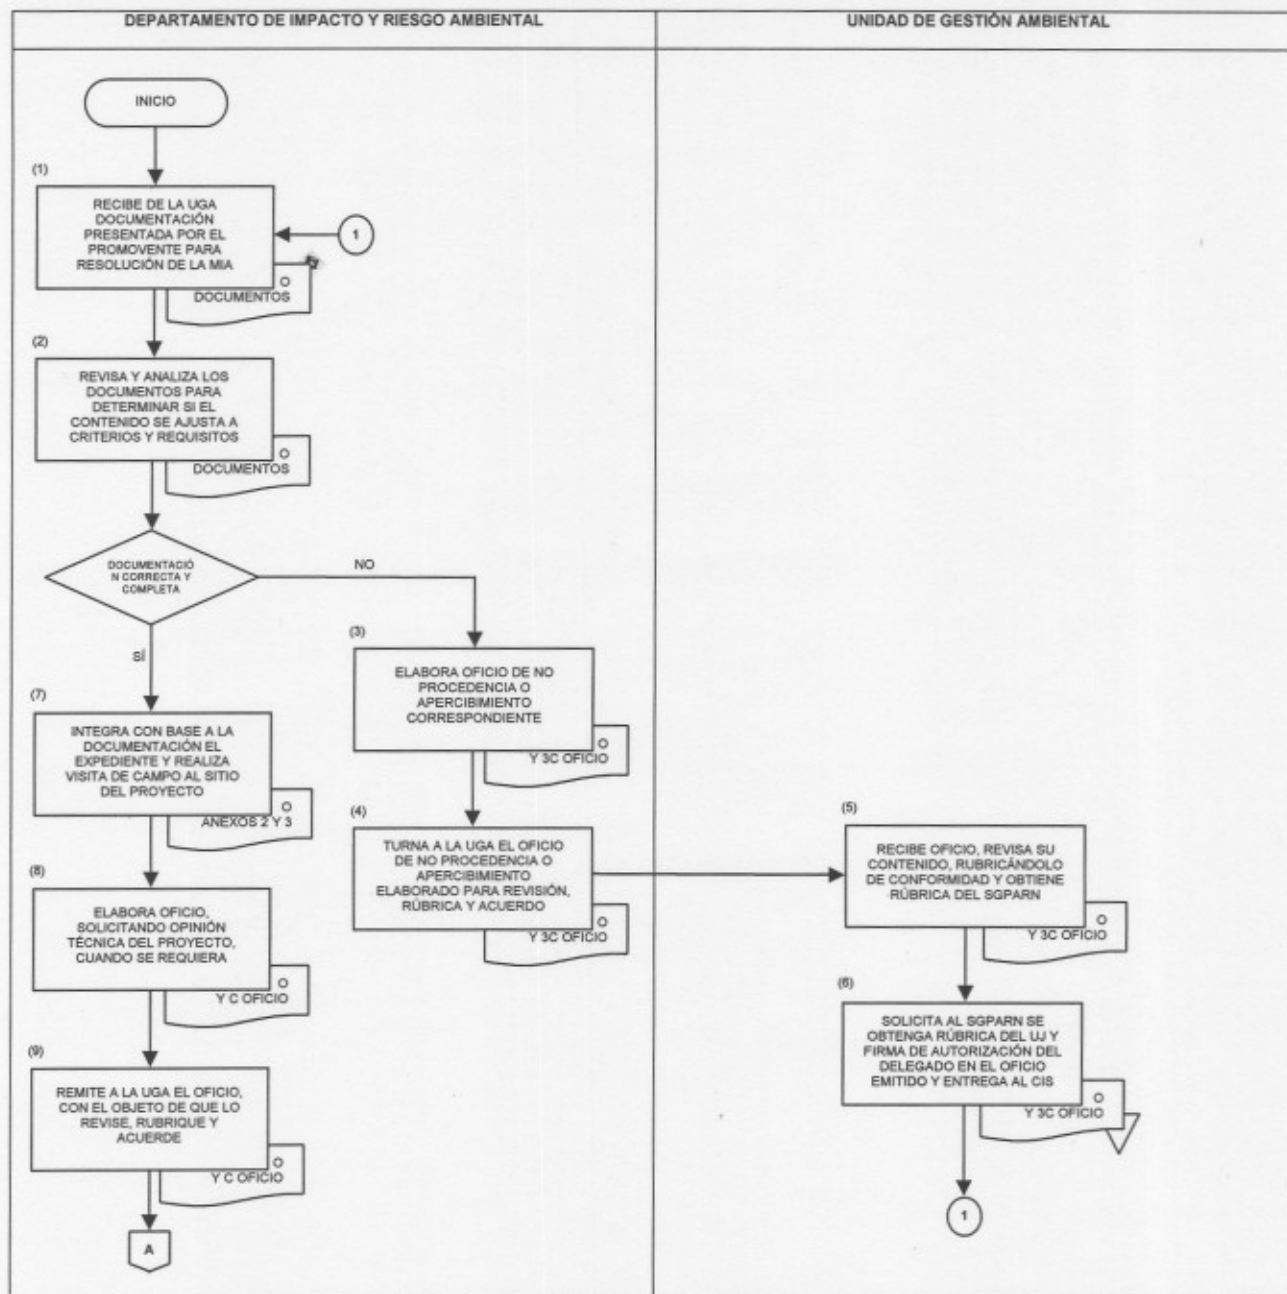 DEPARTAMENTO DE IMPACTO Y RIESGO AMBIENTAL
UNIDAD DE GESTIÓN AMBIENTAL
INICIO
(1)
RECIBE DE LA UGA
DOCUMENTACIÓN
PRESENTADA POR EL
PROMOVENTE PARA
RESOLUCIÓN DE LA MIA
1
O
DOCUMENTOS
(2)
REVISA Y ANALIZA LOS
DOCUMENTOS PARA
DETERMINAR SI EL
CONTENIDO SE AJUSTA A
CRITERIOS Y REQUISITOS
O
DOCUMENTOS
DOCUMENTACIÓ
N CORRECTA Y
COMPLETA
NO
SÍ
(3)
ELABORA OFICIO DE NO
PROCEDENCIA O
APERCIBIMIENTO
CORRESPONDIENTE
O
Y 3C OFICIO
(4)
TURNA A LA UGA EL OFICIO
DE NO PROCEDENCIA O
APERCIBIMIENTO
ELABORADO PARA REVISIÓN,
RÚBRICA Y ACUERDO
O
Y 3C OFICIO
(5)
RECIBE OFICIO, REVISA SU
CONTENIDO, RUBRICÁNDOLO
DE CONFORMIDAD Y OBTIENE
RÚBRICA DEL SGPARN
O
Y 3C OFICIO
(6)
SOLICITA AL SGPARN SE
OBTENGA RÚBRICA DEL UJ Y
FIRMA DE AUTORIZACIÓN DEL
DELEGADO EN EL OFICIO
EMITIDO Y ENTREGA AL CIS
O
Y 3C OFICIO
1
(7)
INTEGRA CON BASE A LA
DOCUMENTACIÓN EL
EXPEDIENTE Y REALIZA
VISITA DE CAMPO AL SITIO
DEL PROYECTO
O
ANEXOS 2 Y 3
(8)
ELABORA OFICIO,
SOLICITANDO OPINIÓN
TÉCNICA DEL PROYECTO,
CUANDO SE REQUIERA
O
Y C OFICIO
(9)
REMITE A LA UGA EL OFICIO,
CON EL OBJETO DE QUE LO
REVISE, RUBRIQUE Y
ACUERDE
O
Y C OFICIO
A